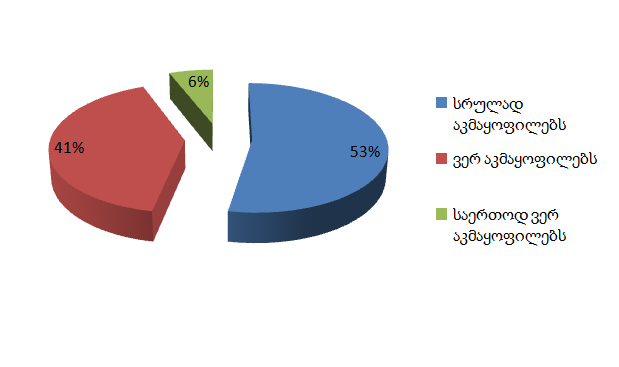 6%
41%
53%
სრულად
აკმაყოფილებს
ვერ აკმაყოფილებს
საერთოდ ვერ
აკმაყოფილებს